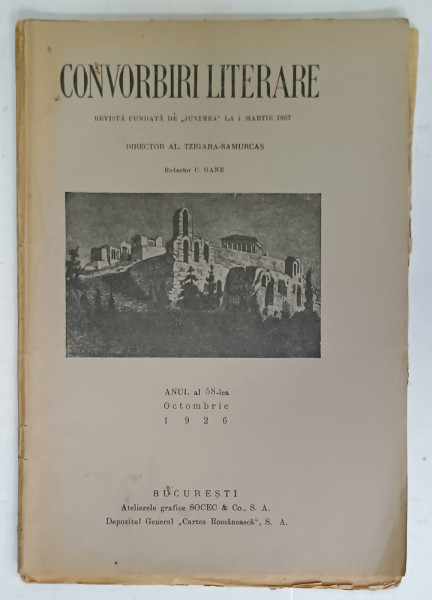 CONVORBIRI LITERARE
REVISTĂ FUNDATĂ DE „JUNIMEA” LA 1 MARTIE 1867
DIRECTOR AL. TZIGARA-SAMURCAȘ
Redactor C. GANE
ANUL al 58-lea
Octombrie
1926
BUCUREȘTI
Atelierele grafice SOCEC & Co., S. A.
Depozitul General „Cartea Românească”, S. A.